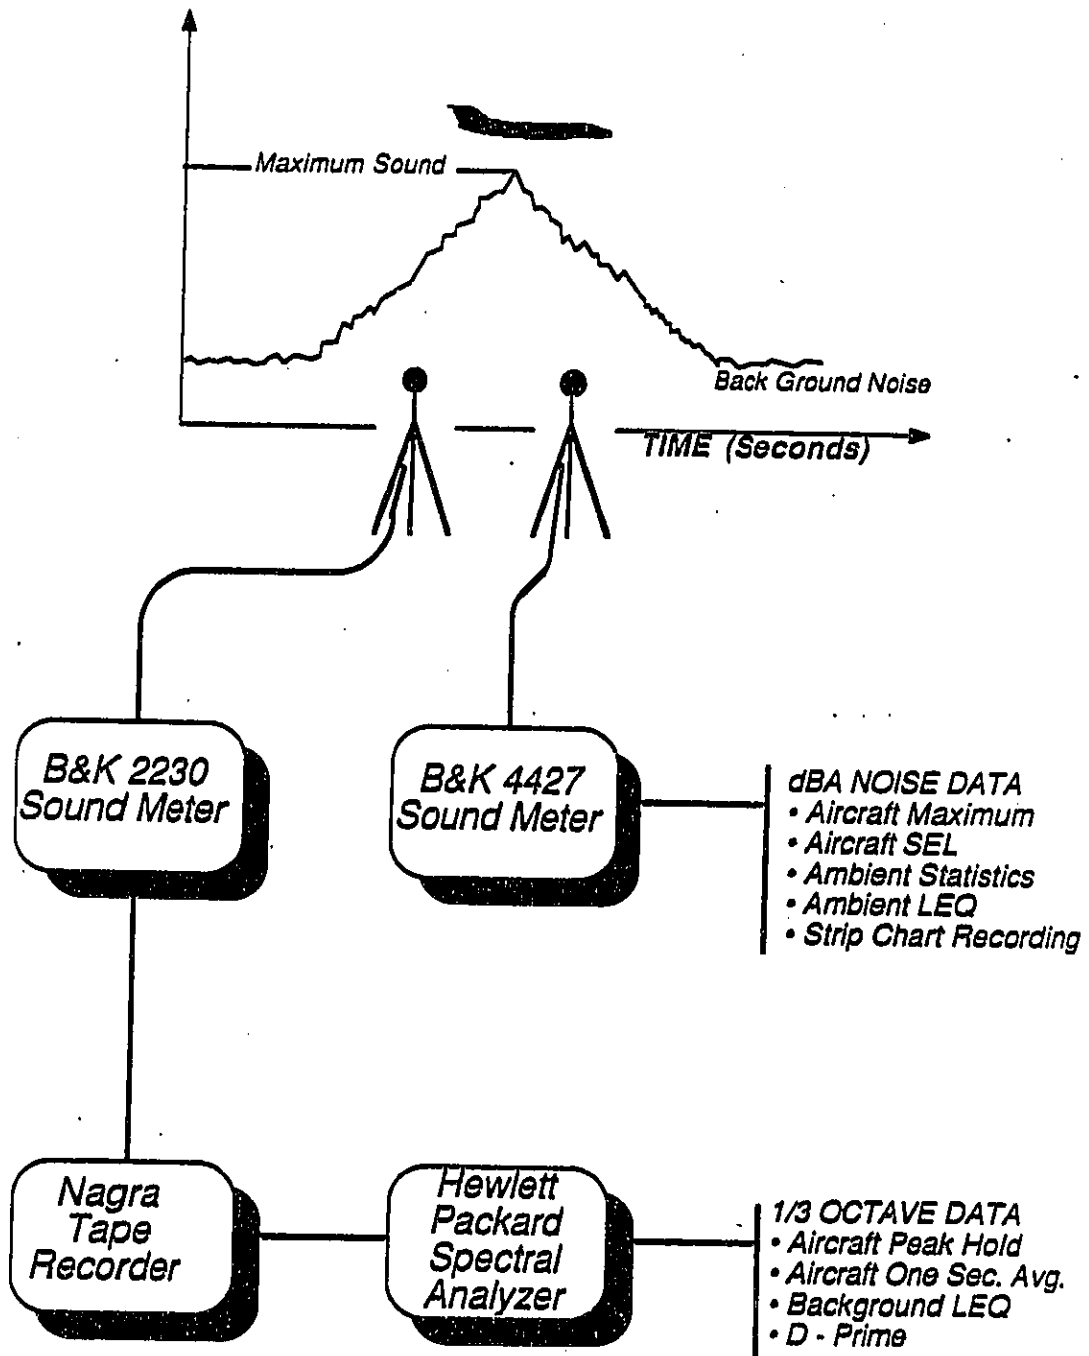 Maximum Sound
Back Ground Noise
TIME (Seconds)
B&K 2230
Sound Meter
B&K 4427
Sound Meter
dBA NOISE DATA
• Aircraft Maximum
• Aircraft SEL
• Ambient Statistics
• Ambient LEQ
• Strip Chart Recording
Nagra
Tape
Recorder
Hewlett
Packard
Spectral
Analyzer
1/3 OCTAVE DATA
• Aircraft Peak Hold
• Aircraft One Sec. Avg.
• Background LEQ
• D - Prime